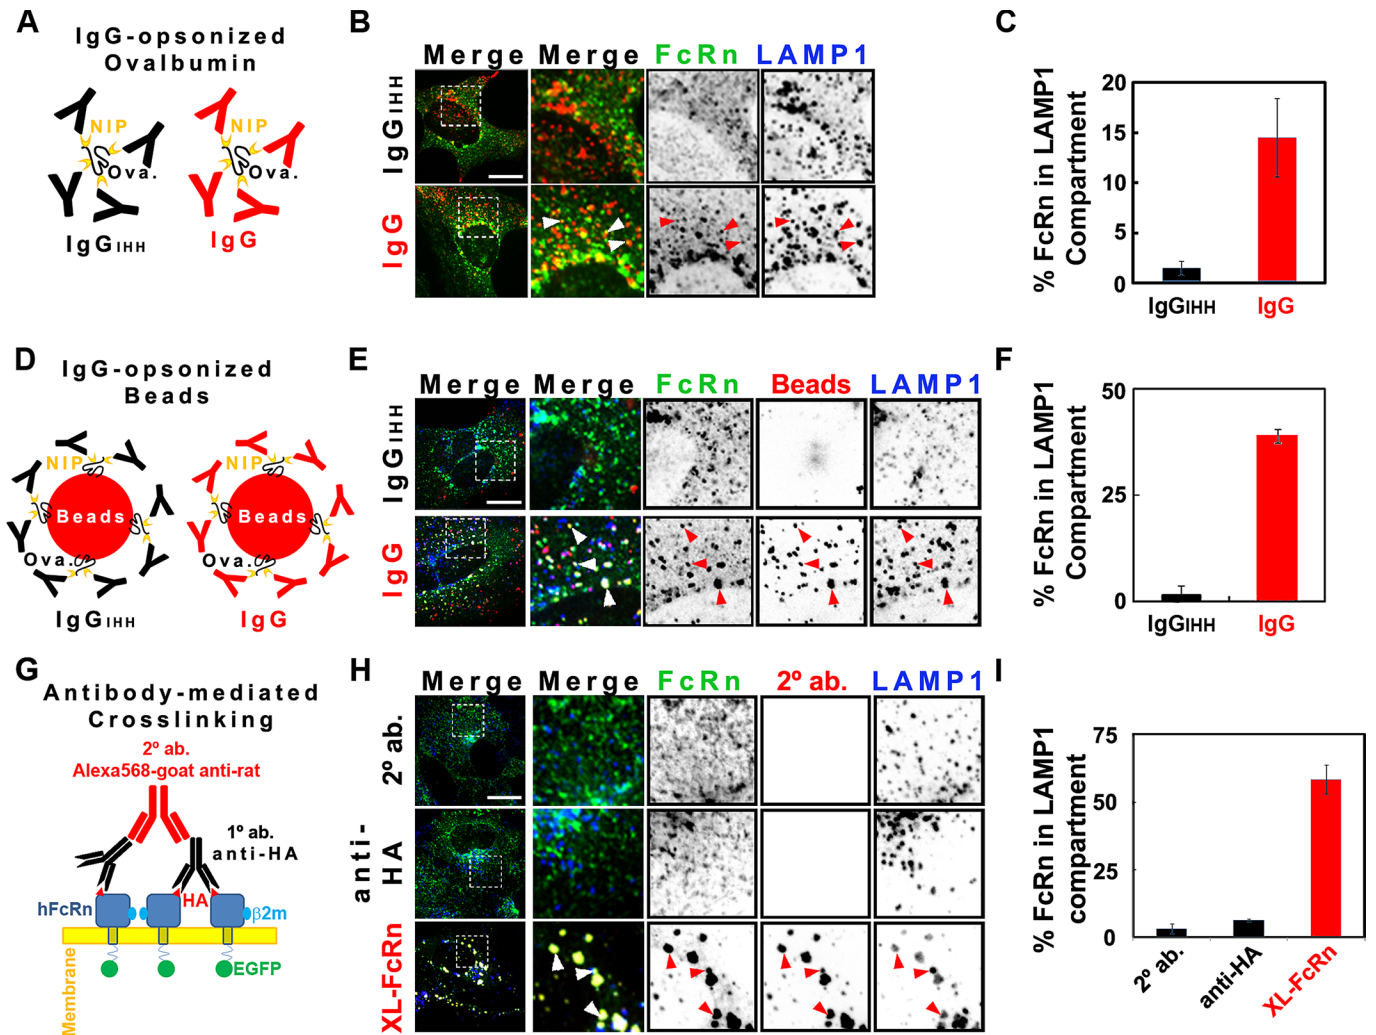 A
IgG-opsonized
Ovalbumin
NIP
NIP
Ova.
Ova.
IgGIHH
IgG
B
Merge
Merge
FcRn
LAMP1
IgGIHH
IgG
C
% FcRn in LAMP1
Compartment
20
15
10
5
0
IgGIHH
IgG
D
IgG-opsonized
Beads
NIP
NIP
Beads
Beads
Ova.
Ova.
IgGIHH
IgG
E
Merge
Merge
FcRn
Beads
LAMP1
IgGIHH
IgG
F
% FcRn in LAMP1
Compartment
50
25
0
IgGIHH
IgG
G
Antibody-mediated
Crosslinking
2º ab.
Alexa568-goat anti-rat
1º ab.
anti-HA
hFcRn
HA
β2m
EGFP
Membrane
H
Merge
Merge
FcRn
2º ab.
LAMP1
2º ab.
anti-
HA
XL-FcRn
I
% FcRn in LAMP1
compartment
75
50
25
0
2º ab.
anti-HA
XL-FcRn